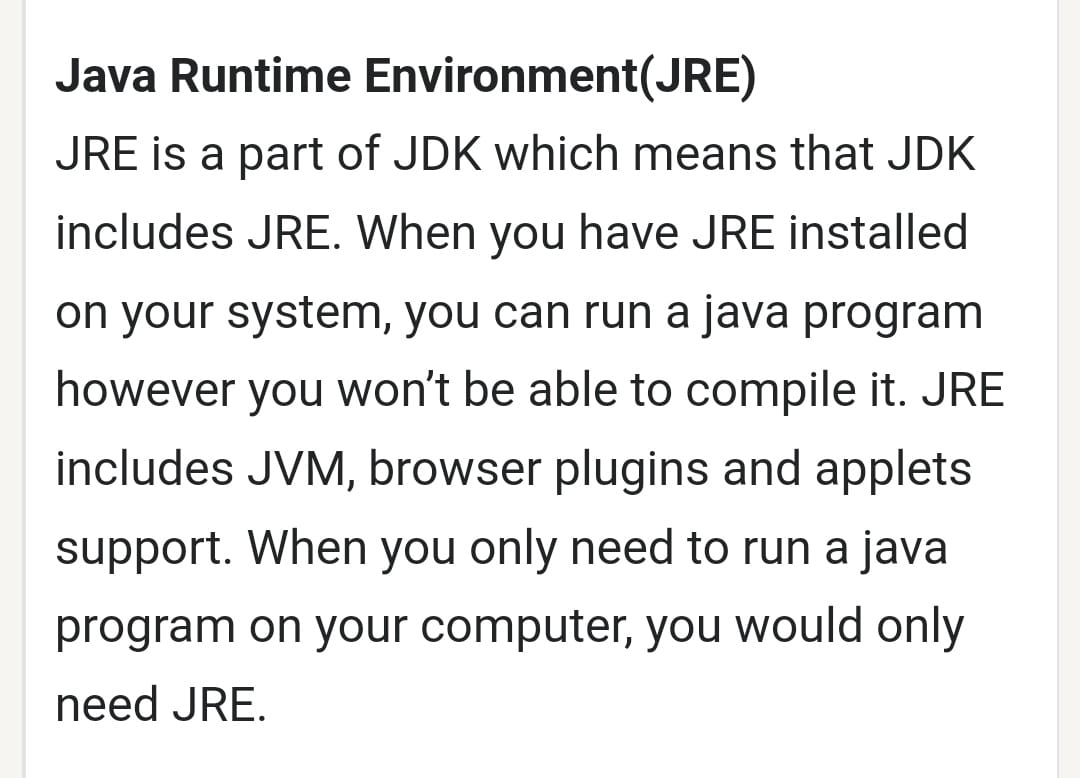 Java Runtime Environment(JRE)
JRE is a part of JDK which means that JDK
includes JRE. When you have JRE installed
on your system, you can run a java program
however you won’t be able to compile it. JRE
includes JVM, browser plugins and applets
support. When you only need to run a java
program on your computer, you would only
need JRE.